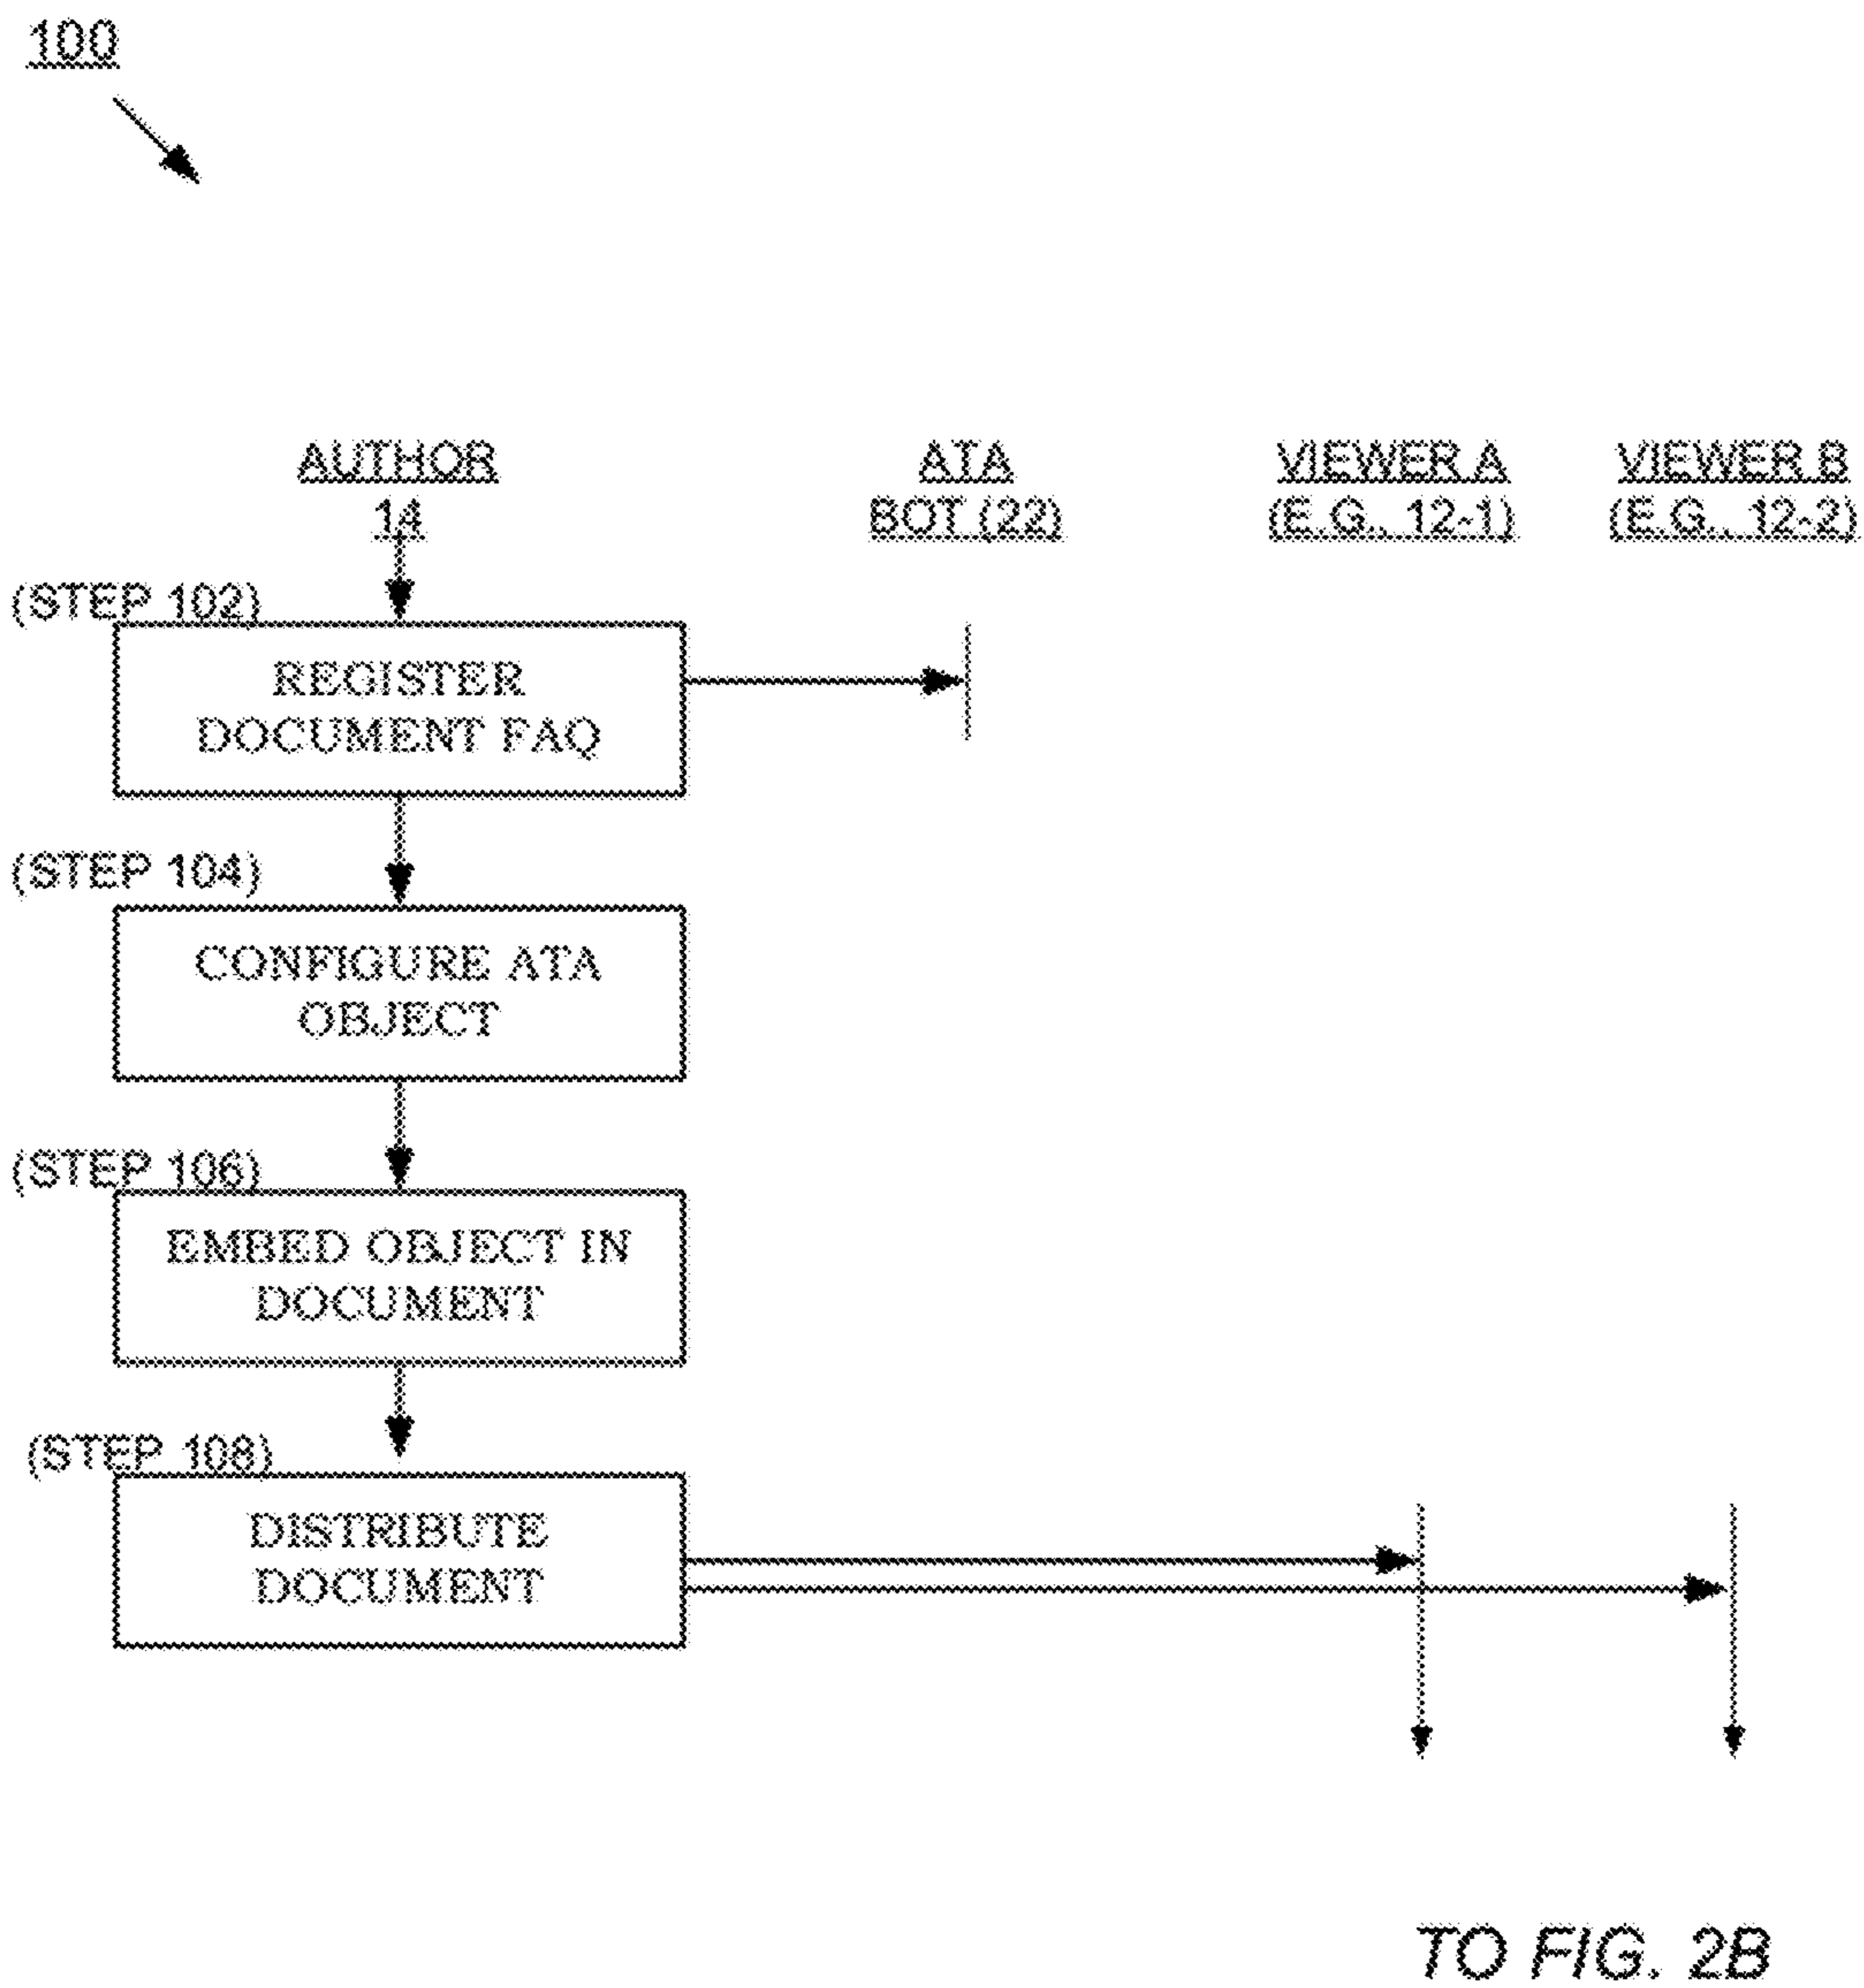 100
AUTHOR
14
ATA
BOT (22)
VIEWER A
(E.G., 12-1)
VIEWER B
(E.G., 12-2)
(STEP 102)
REGISTER
DOCUMENT FAQ
(STEP 104)
CONFIGURE ATA
OBJECT
(STEP 106)
EMBED OBJECT IN
DOCUMENT
(STEP 108)
DISTRIBUTE
DOCUMENT
TO FIG. 2B